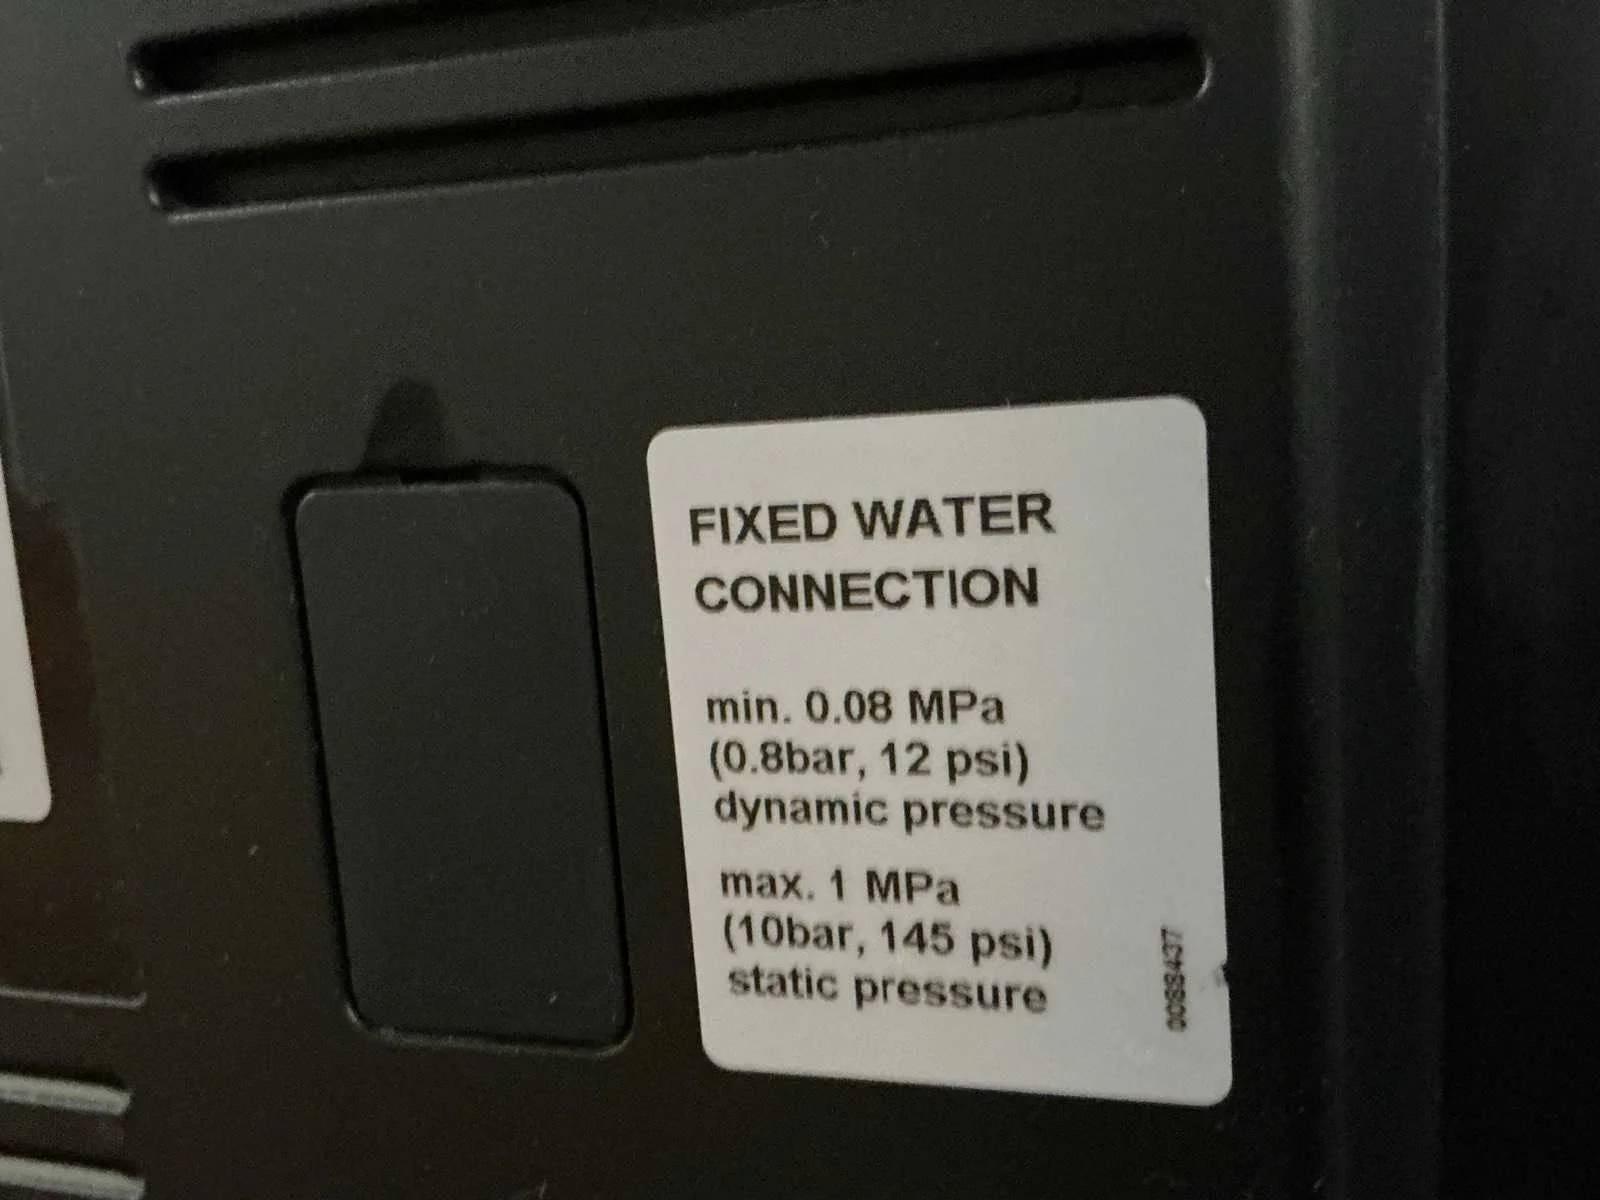 FIXED WATER
CONNECTION
min. 0.08 MPa
(0.8bar, 12 psi)
dynamic pressure
max. 1 MPa
(10bar, 145 psi)
static pressure
0088437